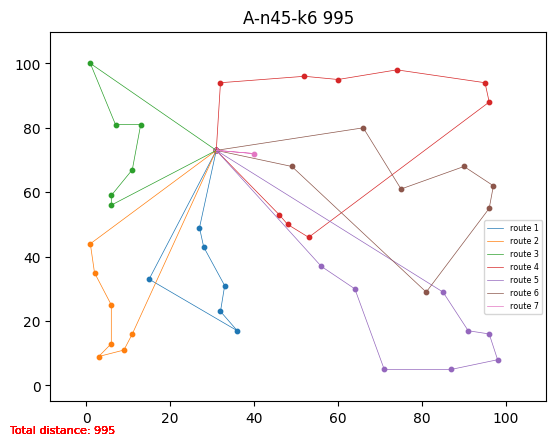 A-n45-k6 995
100
80
60
40
20
0
route 1
route 2
route 3
route 4
route 5
route 6
route 7
0 20 40 60 80 100
Total distance: 995